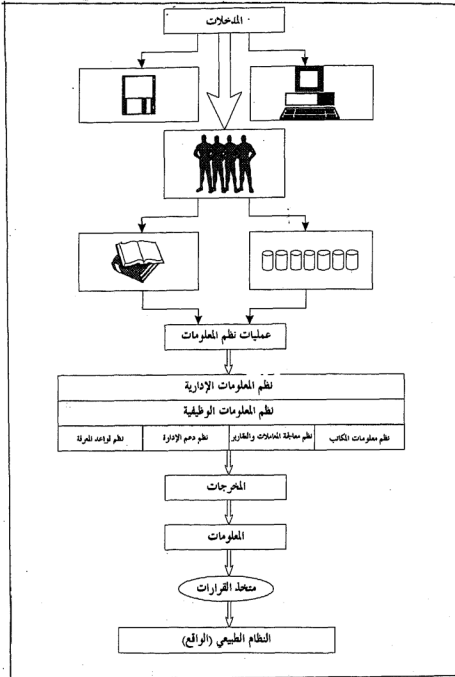 المدخلات
عمليات نظم المعلومات
نظم المعلومات الإدارية
نظم المعلومات الوظيفية
نظم معلومات المكاتب
نظم معالجة المعاملات والتقارير
نظم دعم الإدارة
نظم قواعد المعرفة
المخرجات
المعلومات
متخذ القرارات
النظام الطبيعي (الواقع)